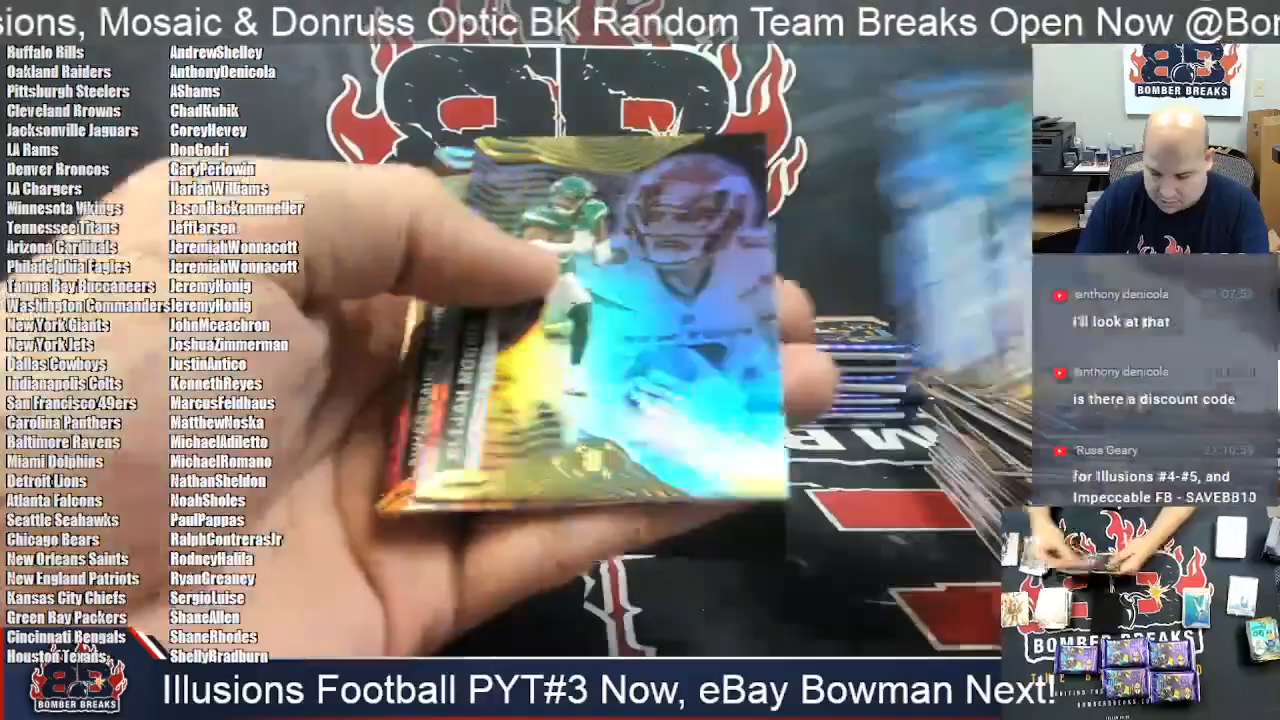 sions, Mosaic & Donruss Optic BK Random Team Breaks Open Now @Bo
Buffalo Bills AndrewShelley
Oakland Raiders AnthonyDenicola
Pittsburgh Steelers AShams
Cleveland Browns ChadKubik
Jacksonville Jaguars CoreyHevey
LA Rams DonGodri
Denver Broncos GaryPerlowin
LA Chargers HarlanWilliams
Minnesota Vikings JasonHackenmueller
Tennessee Titans JeffLarsen
Arizona Cardinals JeremiahWonnacott
Philadelphia Eagles JeremiahWonnacott
Tampa Bay Buccaneers JeremyHonig
Washington Commanders JeremyHonig
New York Giants JohnMceachron
New York Jets JoshuaZimmerman
Dallas Cowboys JustinAntico
Indianapolis Colts KennethReyes
San Francisco 49ers MarcusFeldhaus
Carolina Panthers MatthewNoska
Baltimore Ravens MichaelAdiletto
Miami Dolphins MichaelRomano
Detroit Lions NathanSheldon
Atlanta Falcons NoahSholes
Seattle Seahawks PaulPappas
Chicago Bears RalphContrerasJr
New Orleans Saints RodneyHalila
New England Patriots RyanGreaney
Kansas City Chiefs SergioLuise
Green Bay Packers ShaneAllen
Cincinnati Bengals ShaneRhodes
Houston Texans ShellyBradburn
ELIJAH MOORE
BOMBER BREAKS
anthony denicola
I'll look at that
anthony denicola
is there a discount code
Russ Geary
for Illusions #4-#5, and
Impeccable FB - SAVEBB10
BOMBER BREAKS
BOMBER BREAKS
Illusions Football PYT#3 Now, eBay Bowman Next!